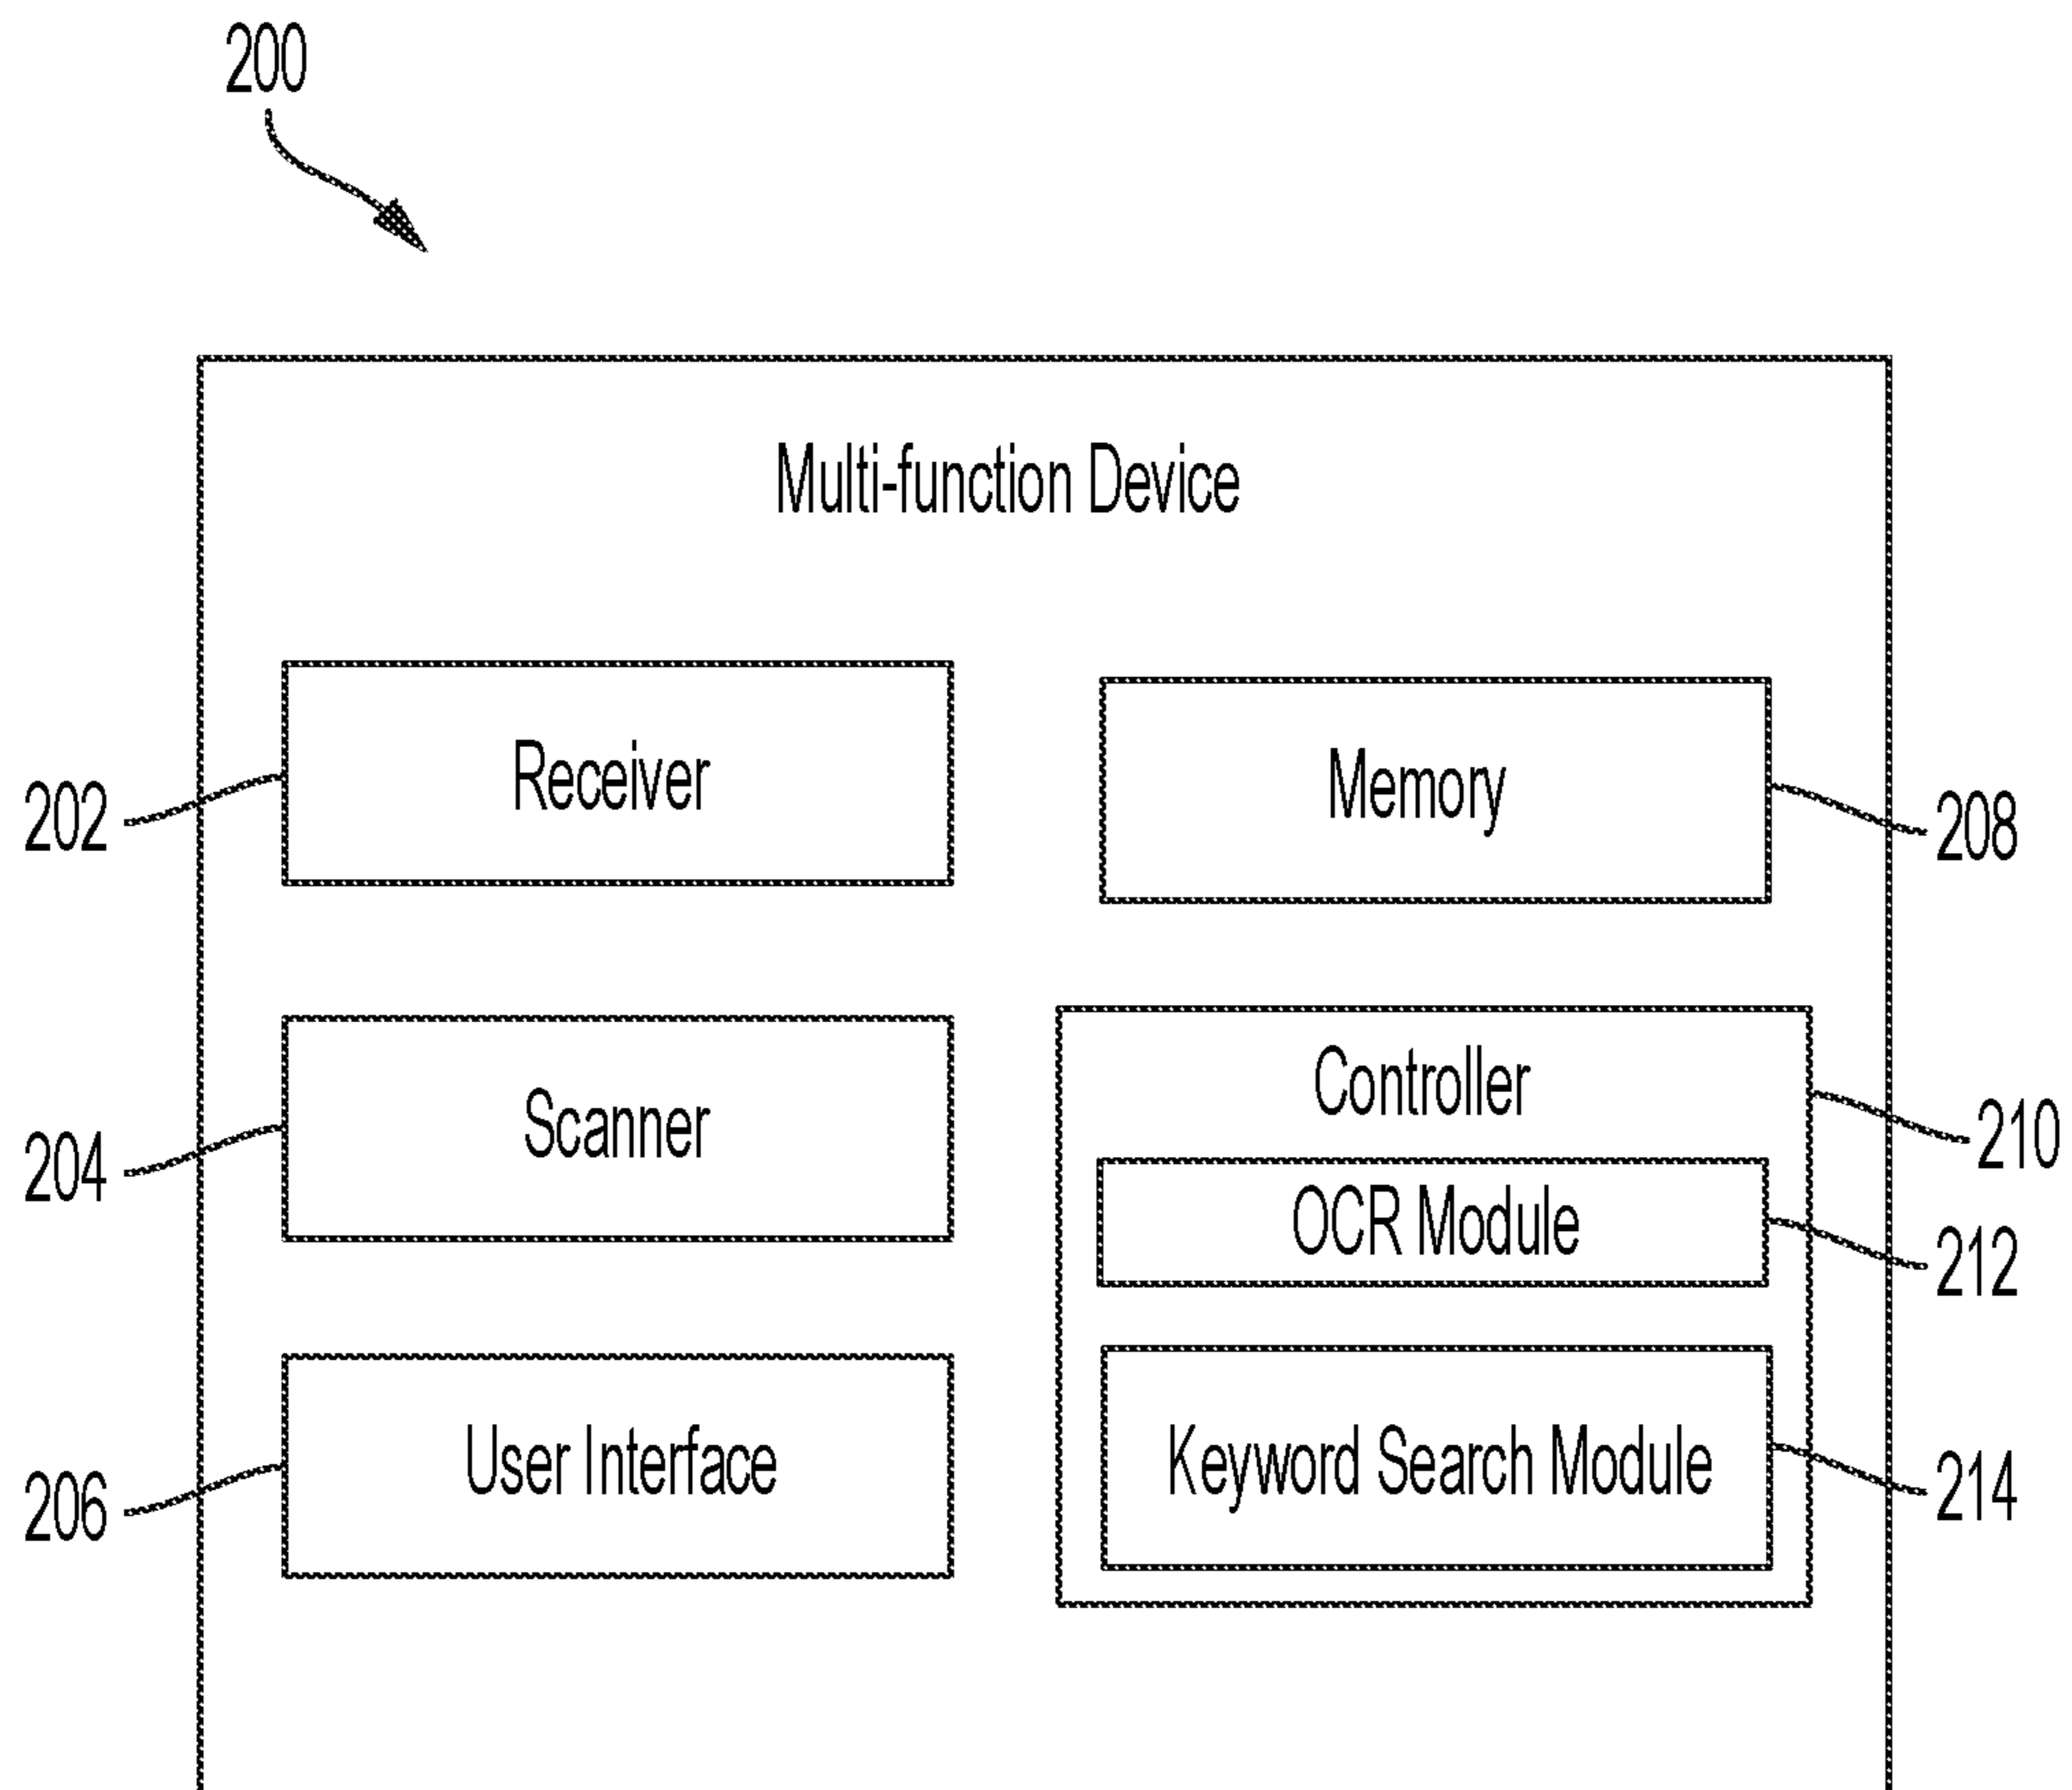 200
Multi-function Device
Receiver
Memory
202
208
Scanner
Controller
204
210
OCR Module
212
User Interface
Keyword Search Module
206
214